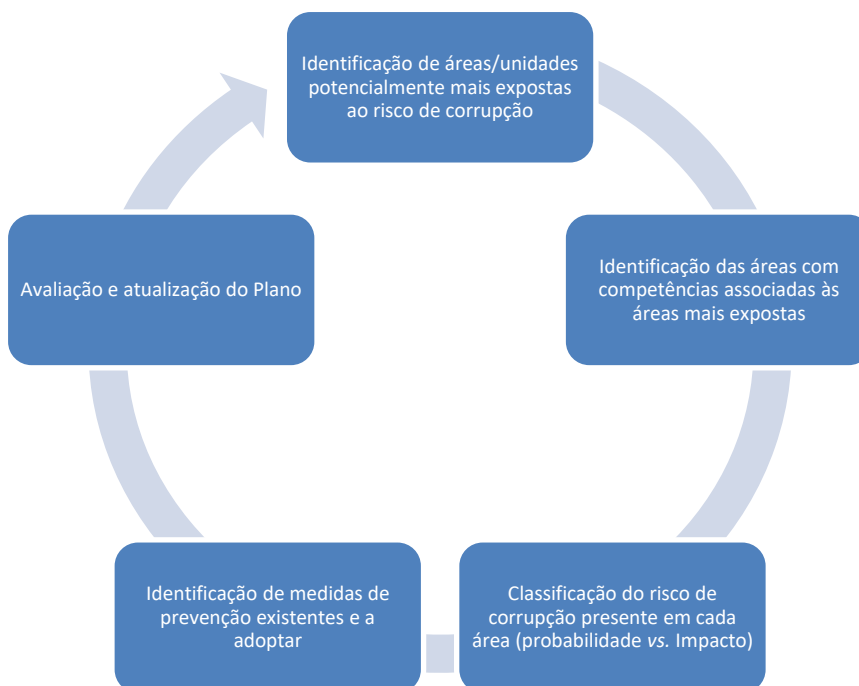 Identificação de áreas/unidades
potencialmente mais expostas
ao risco de corrupção
Identificação das áreas com
competências associadas às
áreas mais expostas
Classificação do risco de
corrupção presente em cada
área (probabilidade vs. Impacto)
Identificação de medidas de
prevenção existentes e a
adoptar
Avaliação e atualização do Plano